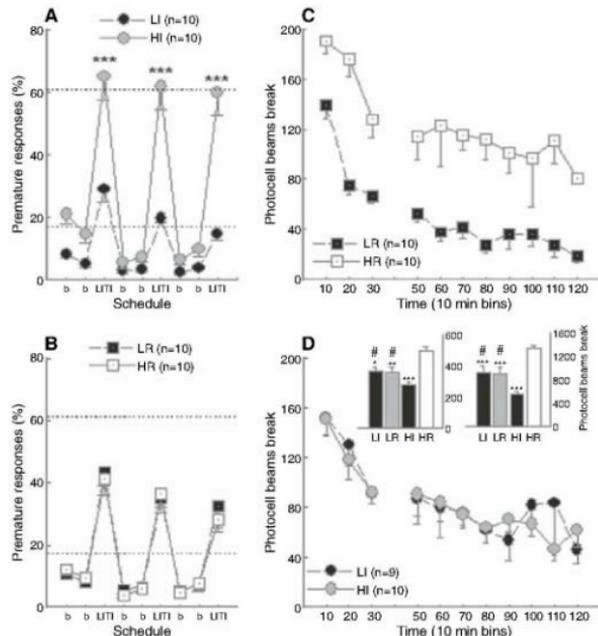 A
LI (n=10)
HI (n=10)
Premature responses (%)
80
60
40
20
0
*** *** ***
b b LITI b b LITI b b LITI
Schedule
C
Photocell beams break
200
160
120
80
40
0
LR (n=10)
HR (n=10)
10 20 30 50 60 70 80 90 100 110 120
Time (10 min bins)
B
LR (n=10)
HR (n=10)
Premature responses (%)
80
60
40
20
0
b b LITI b b LITI b b LITI
Schedule
D
Photocell beams break
200
160
120
80
40
0
# #
* ** ***
LI LR HI HR
600
400
200
0
# #
*** *** ***
LI LR HI HR
1600
1200
800
400
0
Photocell beams break
LI (n=9)
HI (n=10)
10 20 30 50 60 70 80 90 100 110 120
Time (10 min bins)